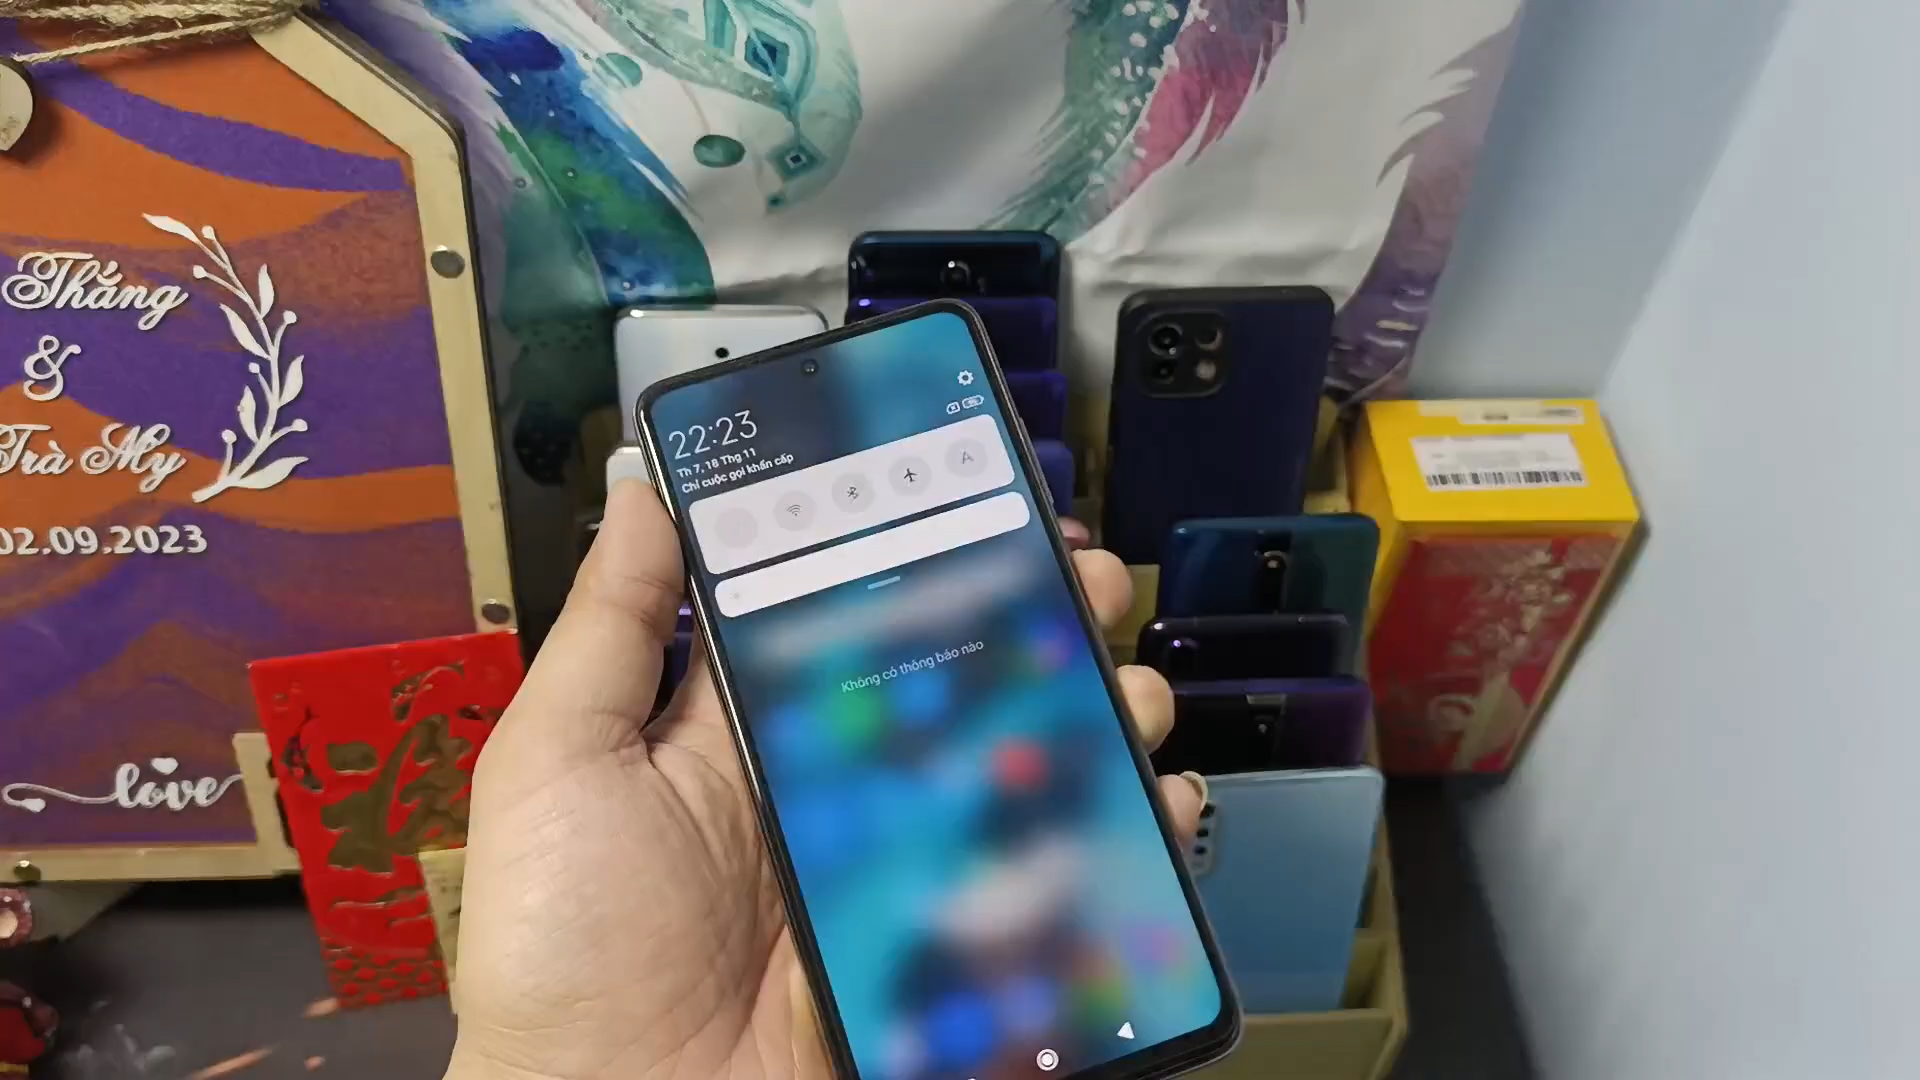 Thắng
&
Trà My
02.09.2023
love
22:23
Th 7, 18 Thg 11
Chỉ cuộc gọi khẩn cấp
A
Không có thông báo nào